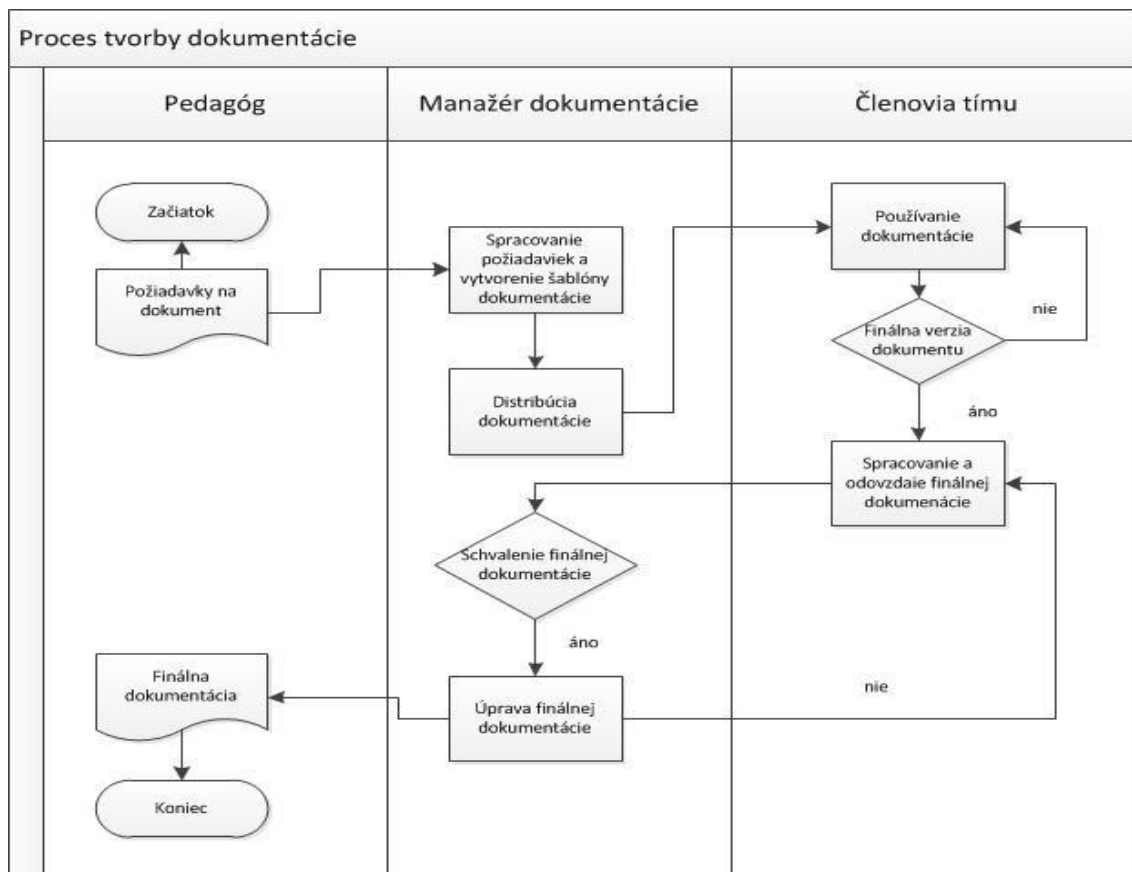 Proces tvorby dokumentácie
Pedagóg
Manažér dokumentácie
Členovia tímu
Začiatok
Požiadavky na
dokument
Spracovanie
požiadaviek a
vytvorenie šablóny
dokumentácie
Distribúcia
dokumentácie
Používanie
dokumentácie
Finálna verzia
dokumentu
nie
áno
Spracovanie a
odovzdaie finálnej
dokumenácie
Schvalenie finálnej
dokumentácie
áno
Finálna
dokumentácia
Úprava finálnej
dokumentácie
nie
Koniec